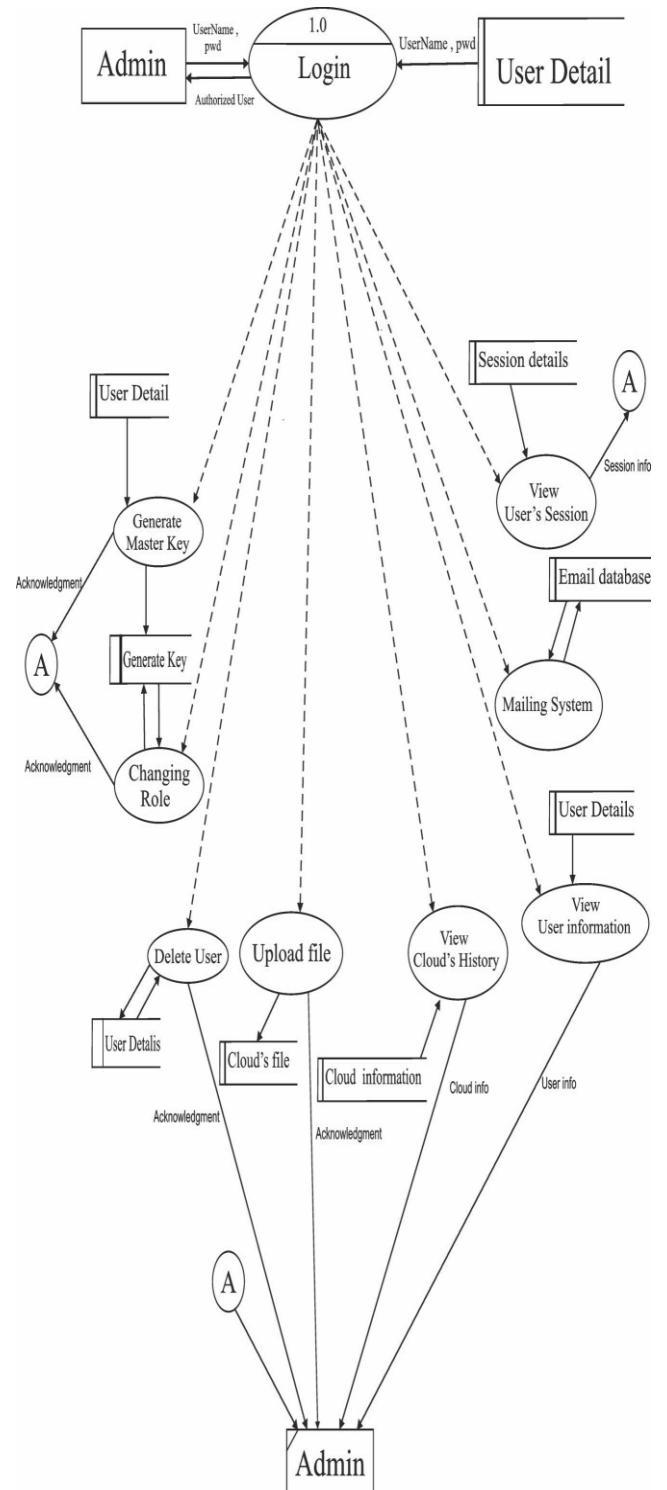 UserName ,
pwd
Admin
Authorized User
1.0
Login
UserName , pwd
User Detail
User Detail
Session details
A
Session info
View
User's Session
Generate
Master Key
Acknowledgment
Email database
A
Generate Key
Mailing System
Acknowledgment
Changing
Role
User Details
View
User information
Delete User
Upload file
View
Cloud's History
User Detalis
Cloud's file
Cloud information
Cloud info
User info
Acknowledgment
Acknowledgment
A
Admin